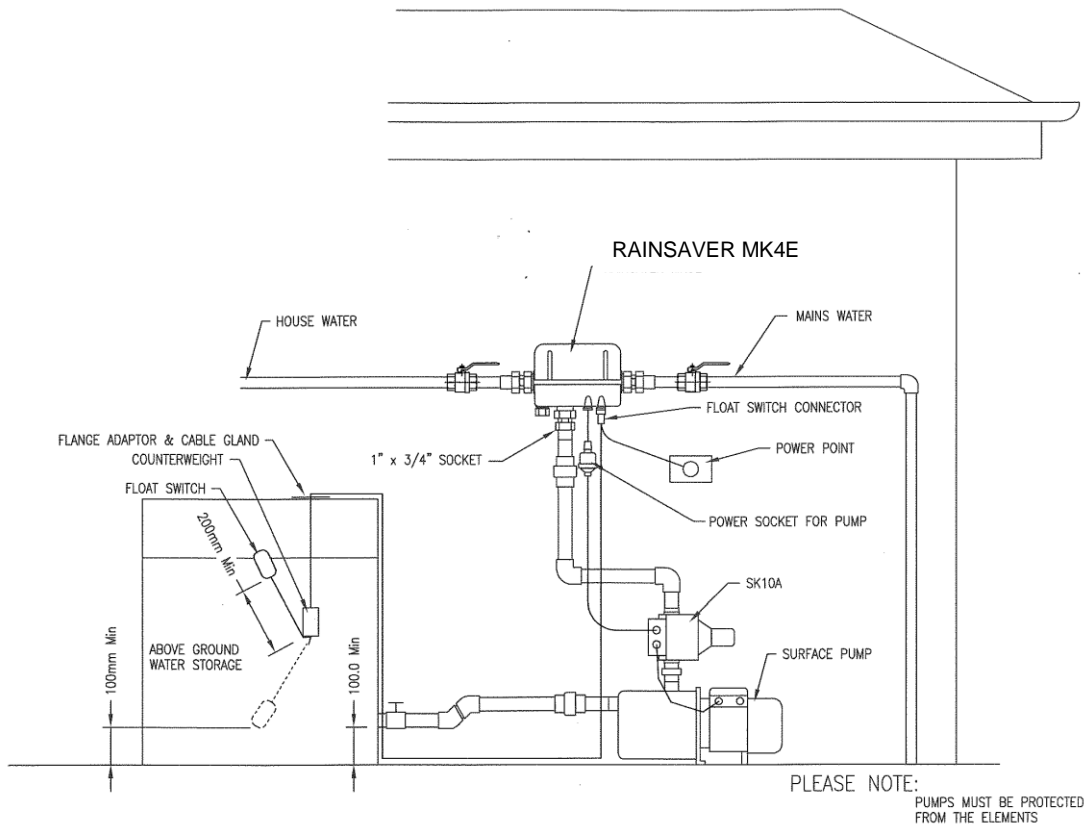 RAINSAVER MK4E
HOUSE WATER
MAINS WATER
FLOAT SWITCH CONNECTOR
FLANGE ADAPTOR & CABLE GLAND
COUNTERWEIGHT
1" x 3/4" SOCKET
POWER POINT
FLOAT SWITCH
200mm Min
POWER SOCKET FOR PUMP
SK10A
ABOVE GROUND
WATER STORAGE
100mm Min
100.0 Min
SURFACE PUMP
PLEASE NOTE:
PUMPS MUST BE PROTECTED
FROM THE ELEMENTS